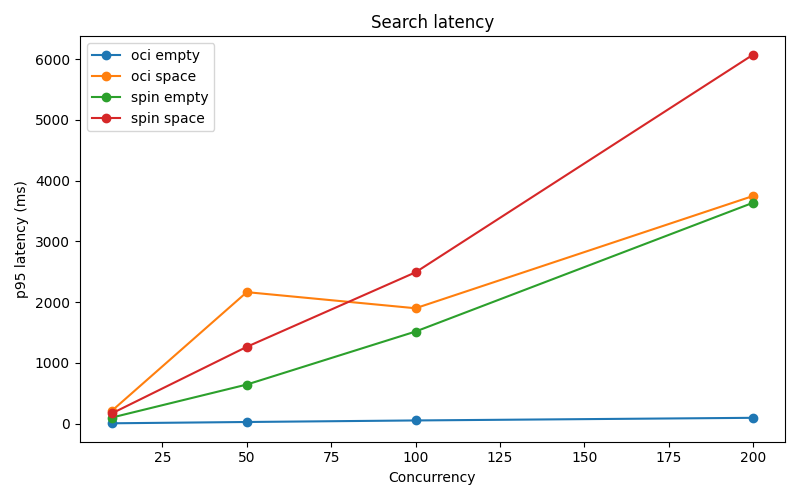 Search latency
oci empty
oci space
spin empty
spin space
p95 latency (ms)
6000
5000
4000
3000
2000
1000
0
25 50 75 100 125 150 175 200
Concurrency